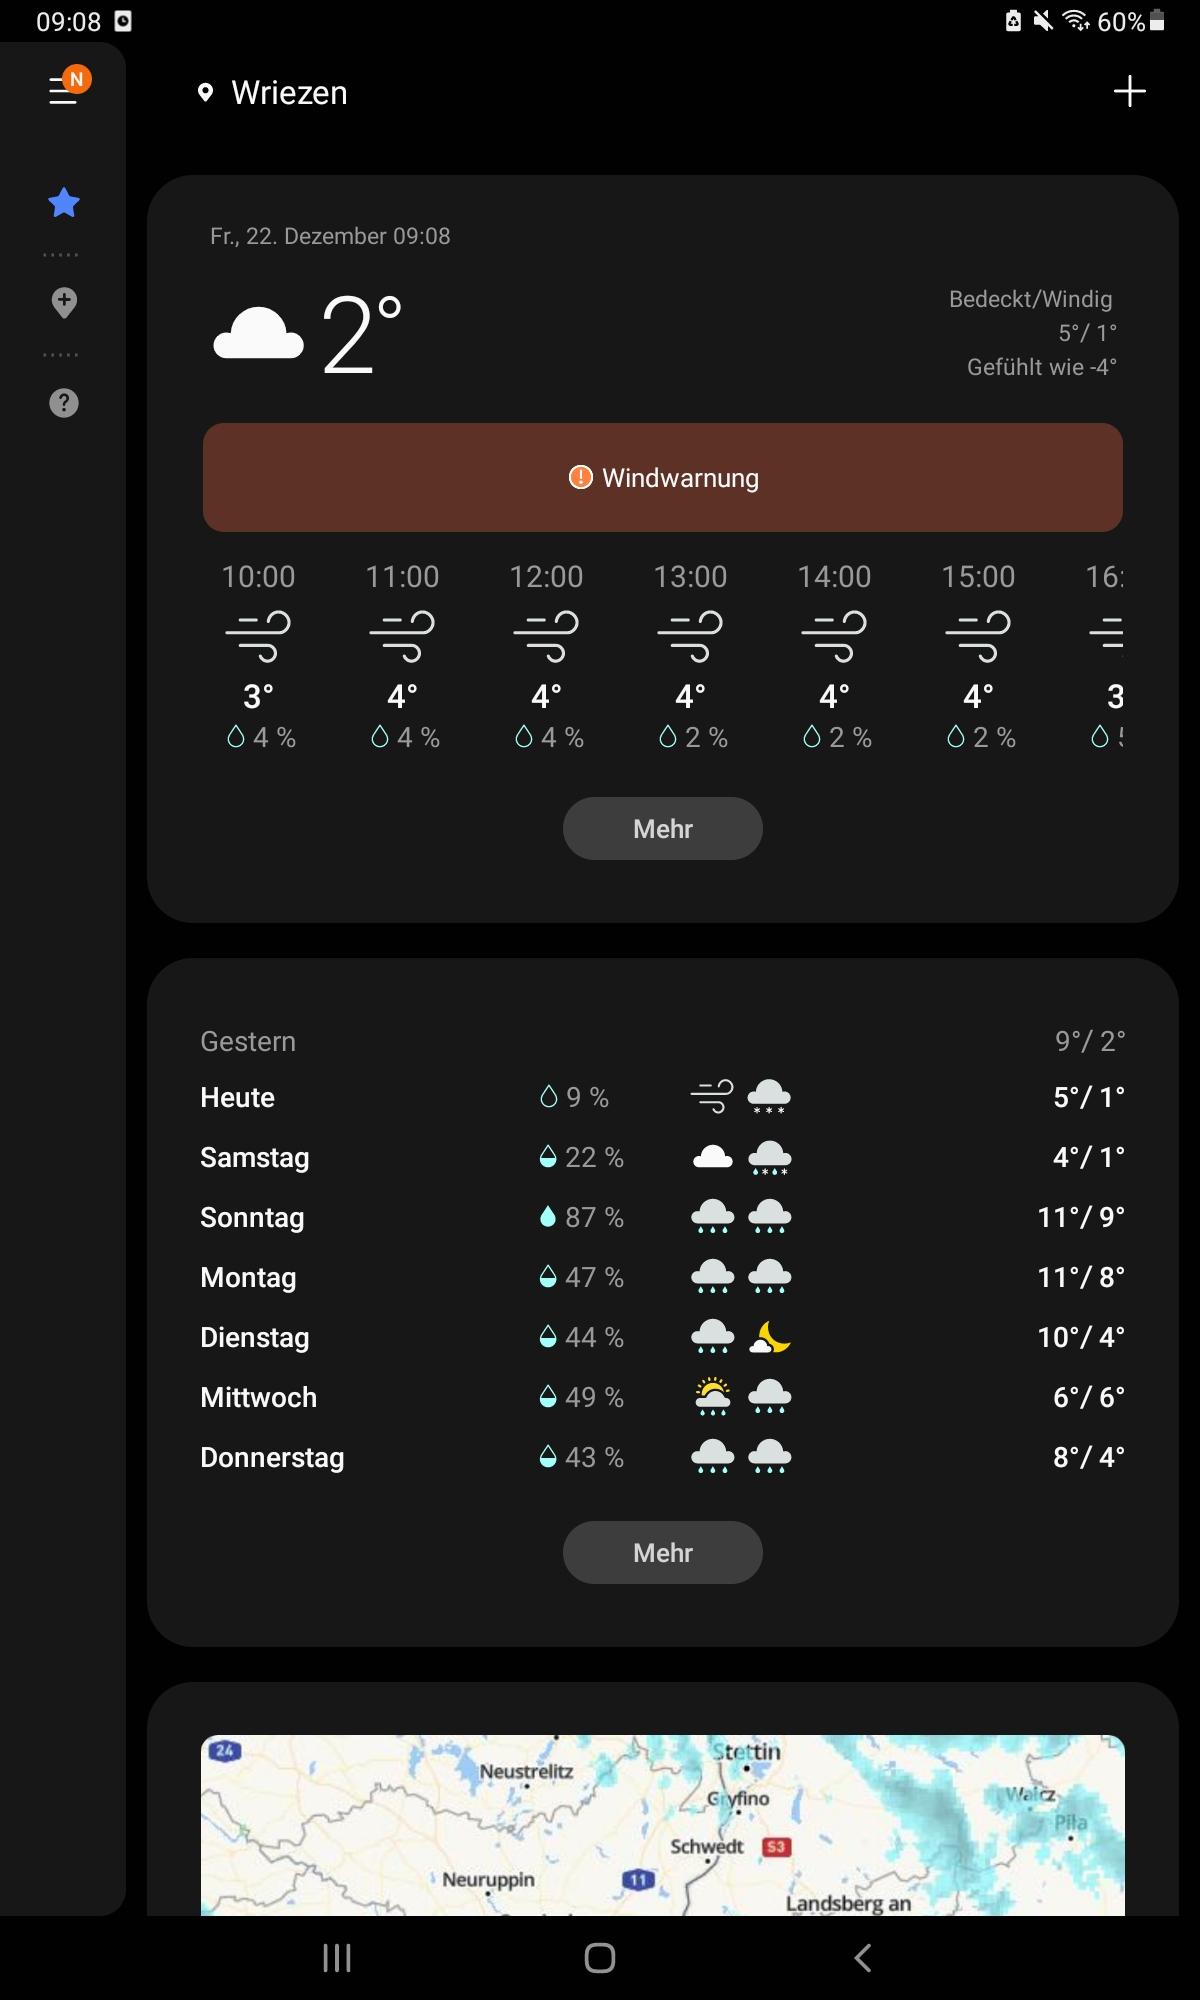 09:08
60%
N
Wriezen
Fr., 22. Dezember 09:08
2°
Bedeckt/Windig
5°/ 1°
Gefühlt wie -4°
Windwarnung
10:00 11:00 12:00 13:00 14:00 15:00 16:
3° 4° 4° 4° 4° 4° 3
4 % 4 % 4 % 2 % 2 % 2 %
Mehr
Gestern 9°/ 2°
Heute 9 % 5°/ 1°
Samstag 22 % 4°/ 1°
Sonntag 87 % 11°/ 9°
Montag 47 % 11°/ 8°
Dienstag 44 % 10°/ 4°
Mittwoch 49 % 6°/ 6°
Donnerstag 43 % 8°/ 4°
Mehr
24
Stettin
Neustrelitz
Gryfino
Wałcz
Piła
Schwedt S3
Neuruppin 11
Landsberg an